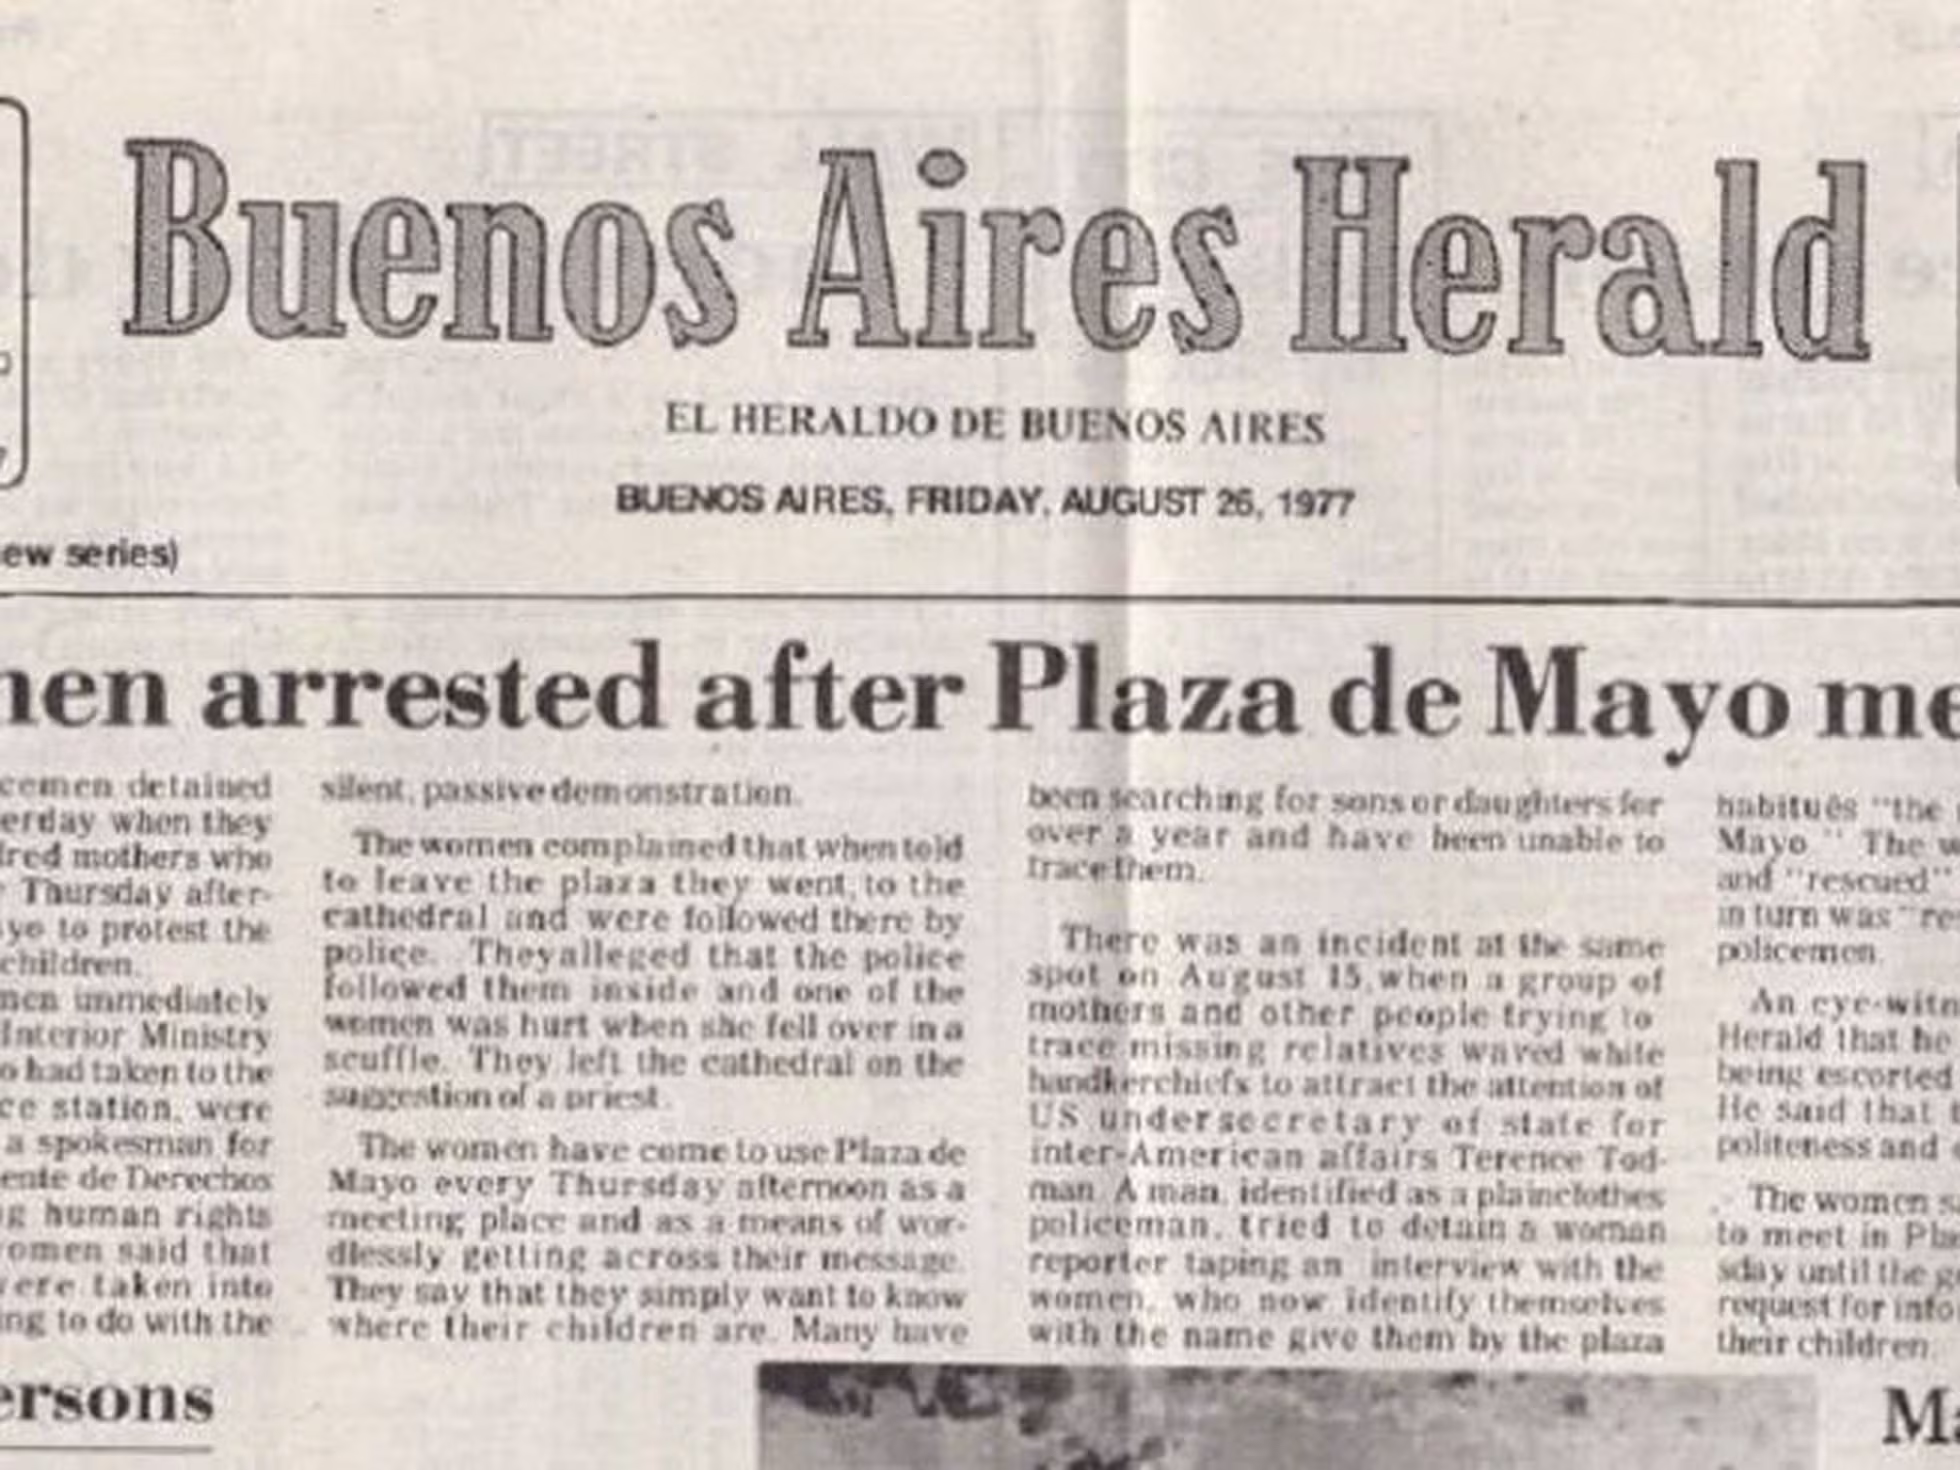 Buenos Aires Herald
EL HERALDO DE BUENOS AIRES
BUENOS AIRES, FRIDAY, AUGUST 26, 1977
ew series)
men arrested after Plaza de Mayo me
cemen detained
erday when they
dred mothers who
Thursday after-
yo to protest the
children.
men immediately
Interior Ministry
o had taken to the
ce station, were
a spokesman for
ente de Derechos
g human rights
women said that
were taken into
ing to do with the
ersons
silent, passive demonstration.
The women complained that when told
to leave the plaza they went, to the
cathedral and were followed there by
police. They alleged that the police
followed them inside and one of the
women was hurt when she fell over in a
scuffle. They left the cathedral on the
suggestion of a priest.
The women have come to use Plaza de
Mayo every Thursday afternoon as a
meeting place and as a means of wor-
dlessly getting across their message.
They say that they simply want to know
where their children are. Many have
been searching for sons or daughters for
over a year and have been unable to
trace them.
There was an incident at the same
spot on August 15, when a group of
mothers and other people trying to
trace missing relatives waved white
handkerchiefs to attract the attention of
US undersecretary of state for
inter-American affairs Terence Tod-
man. A man, identified as a plainclothes
policeman, tried to detain a woman
reporter taping an interview with the
women, who now identify themselves
with the name give them by the plaza
habitués "the
Mayo." The w
and "rescued"
in turn was "re
policemen.
An eye-witn
Herald that he
being escorted
He said that
politeness and
The women s
to meet in Pla
sday until the g
request for info
their children.
Ma